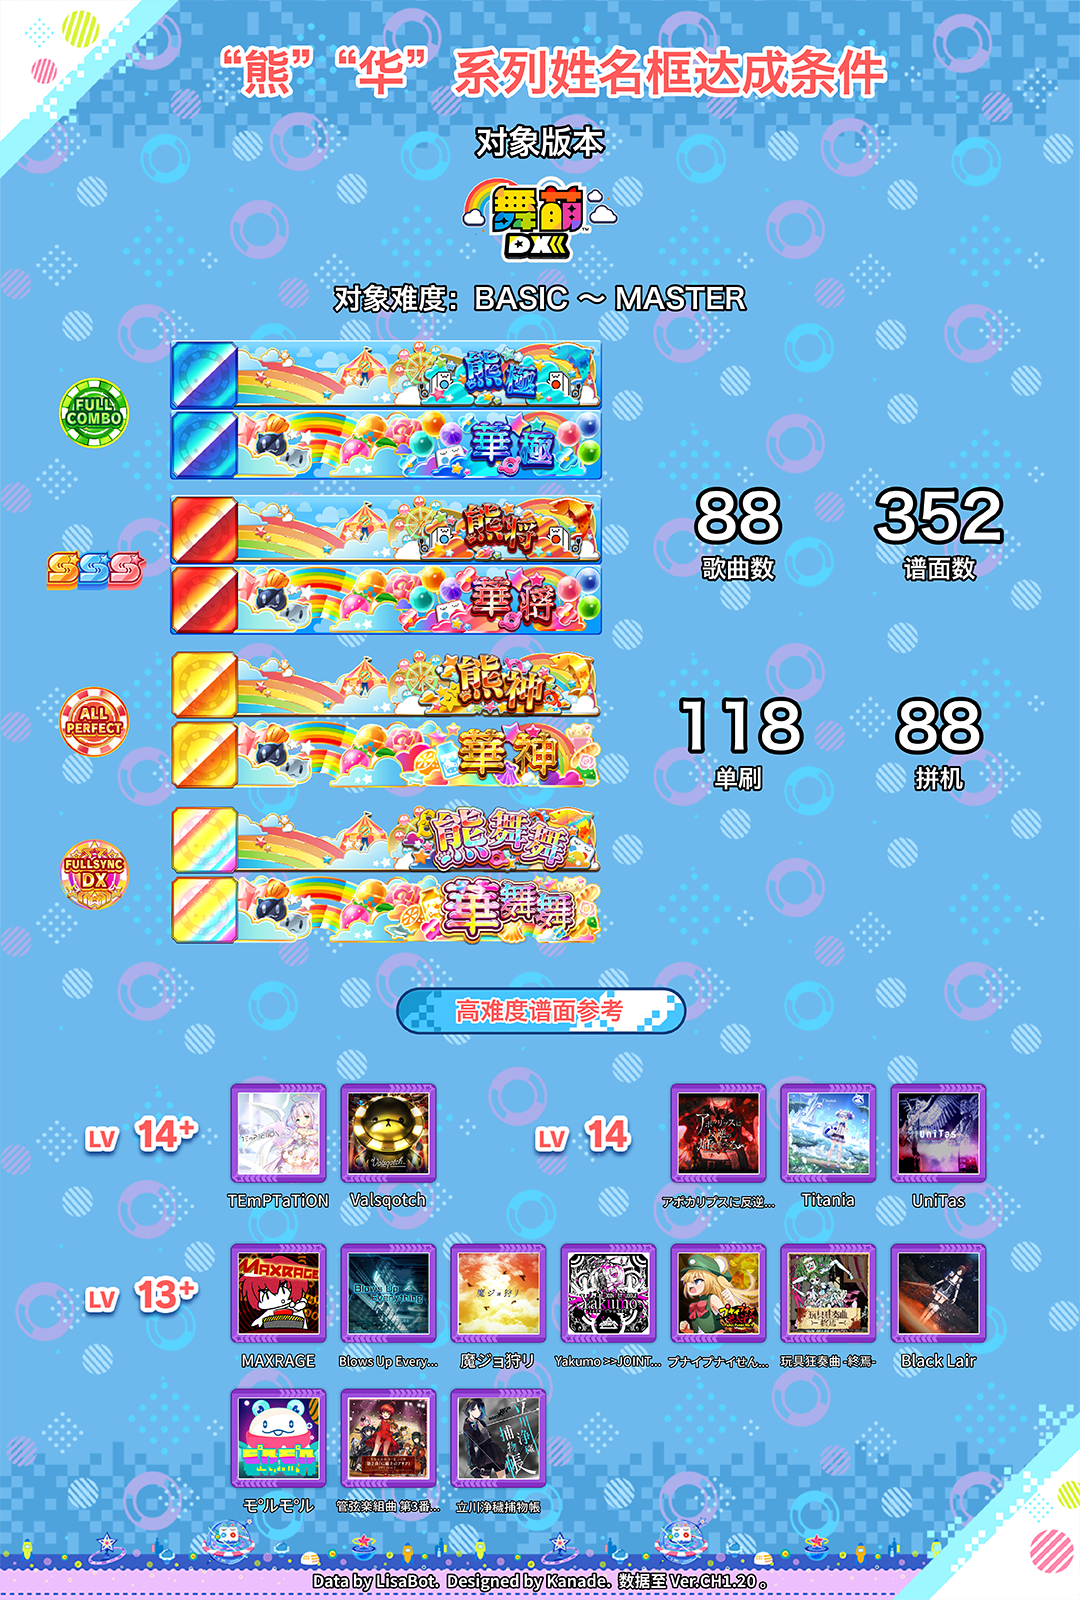 “熊”“华” 系列姓名框达成条件
对象版本
舞萌
DX
对象难度：BASIC ～ MASTER
FULL COMBO
熊極
華極
SSS
熊将
華将
88 352
歌曲数 谱面数
ALL PERFECT
熊神
華神
118 88
单刷 拼机
FULLSYNC DX
熊舞舞
華舞舞
高难度谱面参考
LV 14+
TEmPTaTiON Valsqotch
LV 14
アポカリプスに反逆... Titania UniTas
LV 13+
MAXRAGE Blows Up Every... 魔ジョ狩リ Yakumo >>JOINT... ブナイブナイせん... 玩具狂奏曲 -終焉- Black Lair
モ°ルモ°ル 管弦楽組曲 第3番... 立川浄穢捕物帳
Data by LisaBot. Designed by Kanade. 数据至 Ver.CH1.20 。